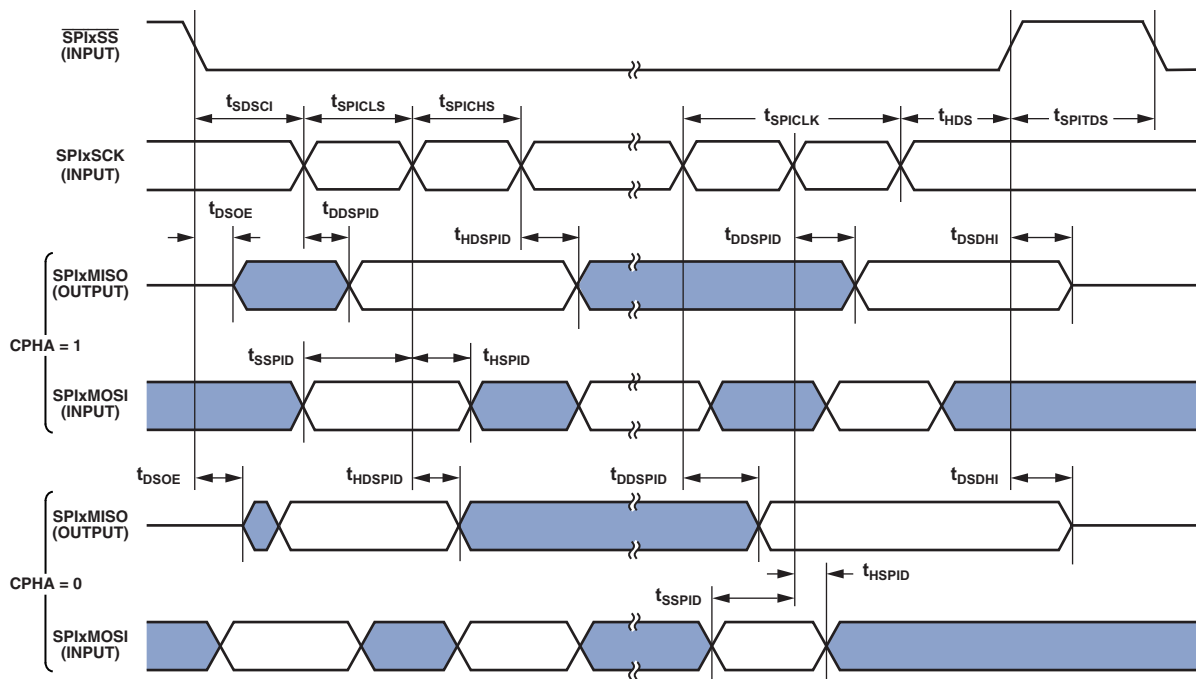 SPIxSS
(INPUT)
tSDSCI tSPICLS tSPICHS tSPICLK tHDS tSPITDS
SPIxSCK
(INPUT)
tDSOE tDDSPID tHDSPID tDDSPID tDSDHI
SPIxMISO
(OUTPUT)
CPHA = 1
tSSPID tHSPID
SPIxMOSI
(INPUT)
tDSOE tHDSPID tDDSPID tDSDHI
SPIxMISO
(OUTPUT)
CPHA = 0
tHSPID
tSSPID
SPIxMOSI
(INPUT)